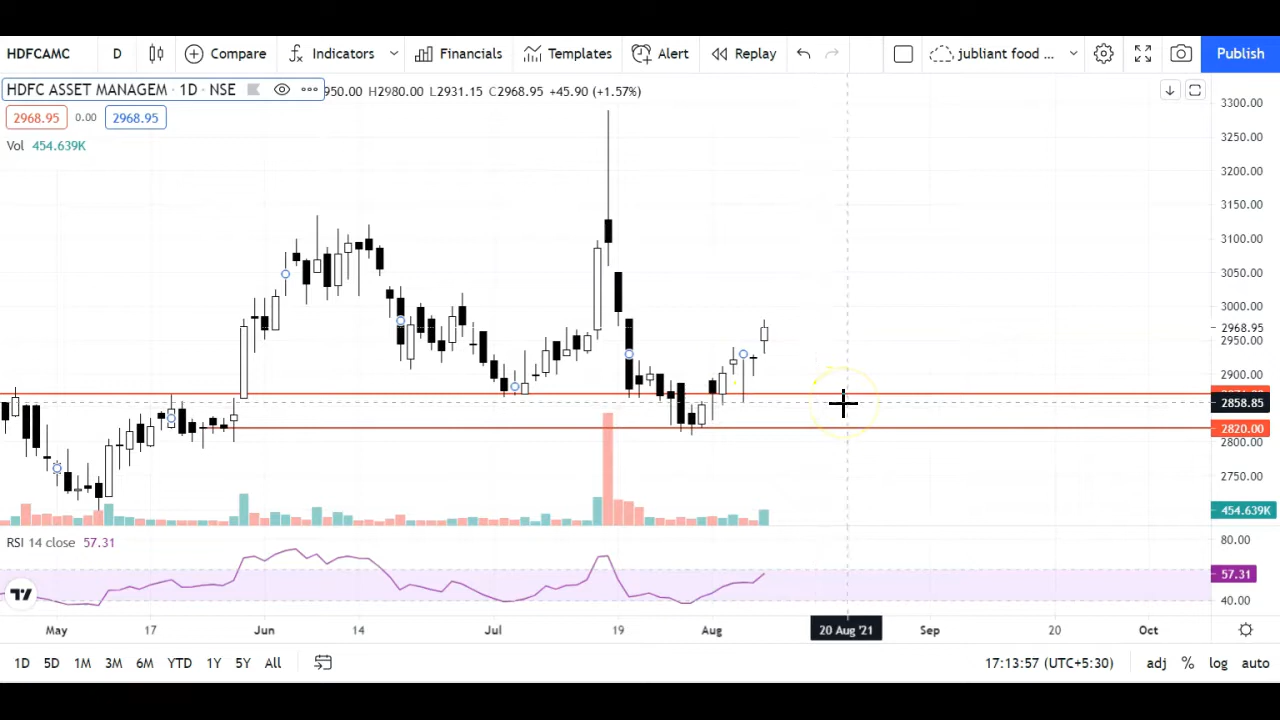 HDFCAMC D Compare Indicators Financials Templates Alert Replay jubliant food ... Publish
HDFC ASSET MANAGEM · 1D · NSE ••• 950.00 H2980.00 L2931.15 C2968.95 +45.90 (+1.57%)
2968.95 0.00 2968.95
Vol 454.639K
3300.00
3250.00
3200.00
3150.00
3100.00
3050.00
3000.00
2968.95
2950.00
2900.00
2858.85
2820.00
2800.00
2750.00
454.639K
RSI 14 close 57.31
80.00
57.31
40.00
May 17 Jun 14 Jul 19 Aug 20 Aug '21 Sep 20 Oct
1D 5D 1M 3M 6M YTD 1Y 5Y All 17:13:57 (UTC+5:30) adj % log auto